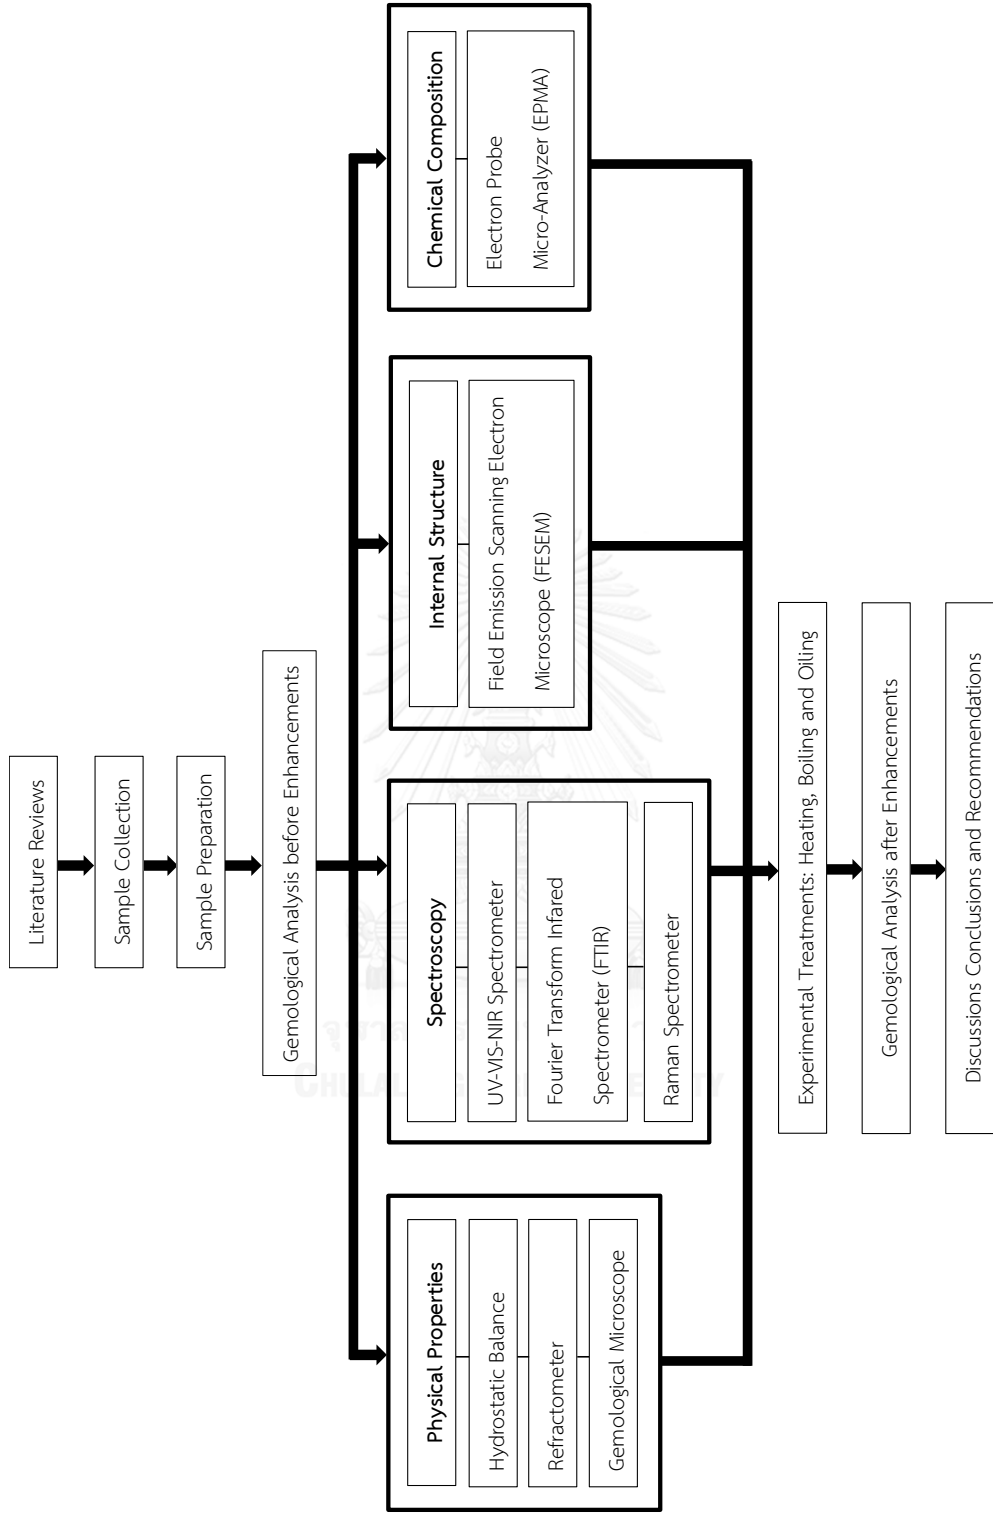 Literature Reviews
Sample Collection
Sample Preparation
Gemological Analysis before Enhancements
Physical Properties
Hydrostatic Balance
Refractometer
Gemological Microscope
Spectroscopy
UV-VIS-NIR Spectrometer
Fourier Transform Infared
Spectrometer (FTIR)
Raman Spectrometer
Internal Structure
Field Emission Scanning Electron
Microscope (FESEM)
Chemical Composition
Electron Probe
Micro-Analyzer (EPMA)
Experimental Treatments: Heating, Boiling and Oiling
Gemological Analysis after Enhancements
Discussions Conclusions and Recommendations